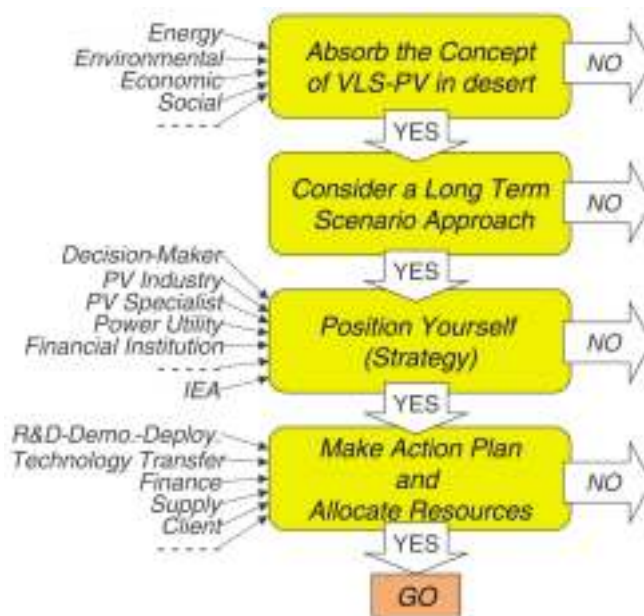 Energy
Environmental
Economic
Social
Absorb the Concept
of VLS-PV in desert
NO
YES
Consider a Long Term
Scenario Approach
NO
YES
Decision-Maker
PV Industry
PV Specialist
Power Utility
Financial Institution
IEA
Position Yourself
(Strategy)
NO
YES
R&D-Demo.-Deploy.
Technology Transfer
Finance
Supply
Client
Make Action Plan
and
Allocate Resources
NO
YES
GO